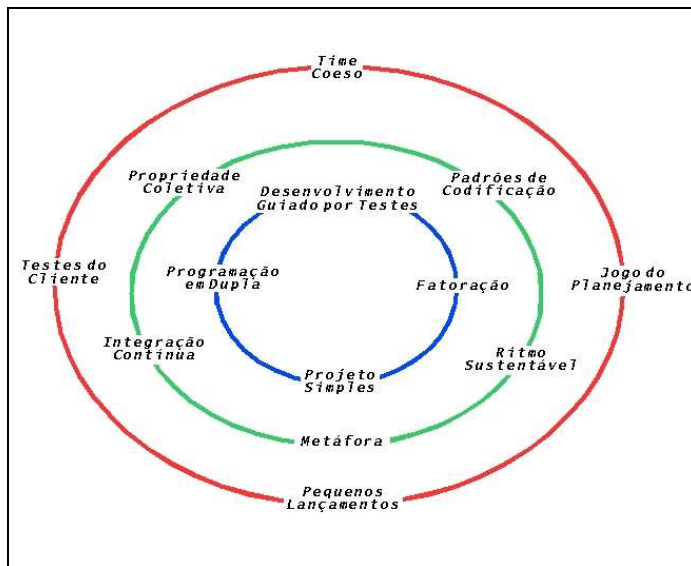 Time
Coeso
Propriedade
Coletiva
Padrões de
Codificação
Desenvolvimento
Guiado por Testes
Testes do
Cliente
Programação
em Dupla
Fatoração
Jogo do
Planejamento
Integração
Contínua
Ritmo
Sustentável
Projeto
Simples
Metáfora
Pequenos
Lançamentos